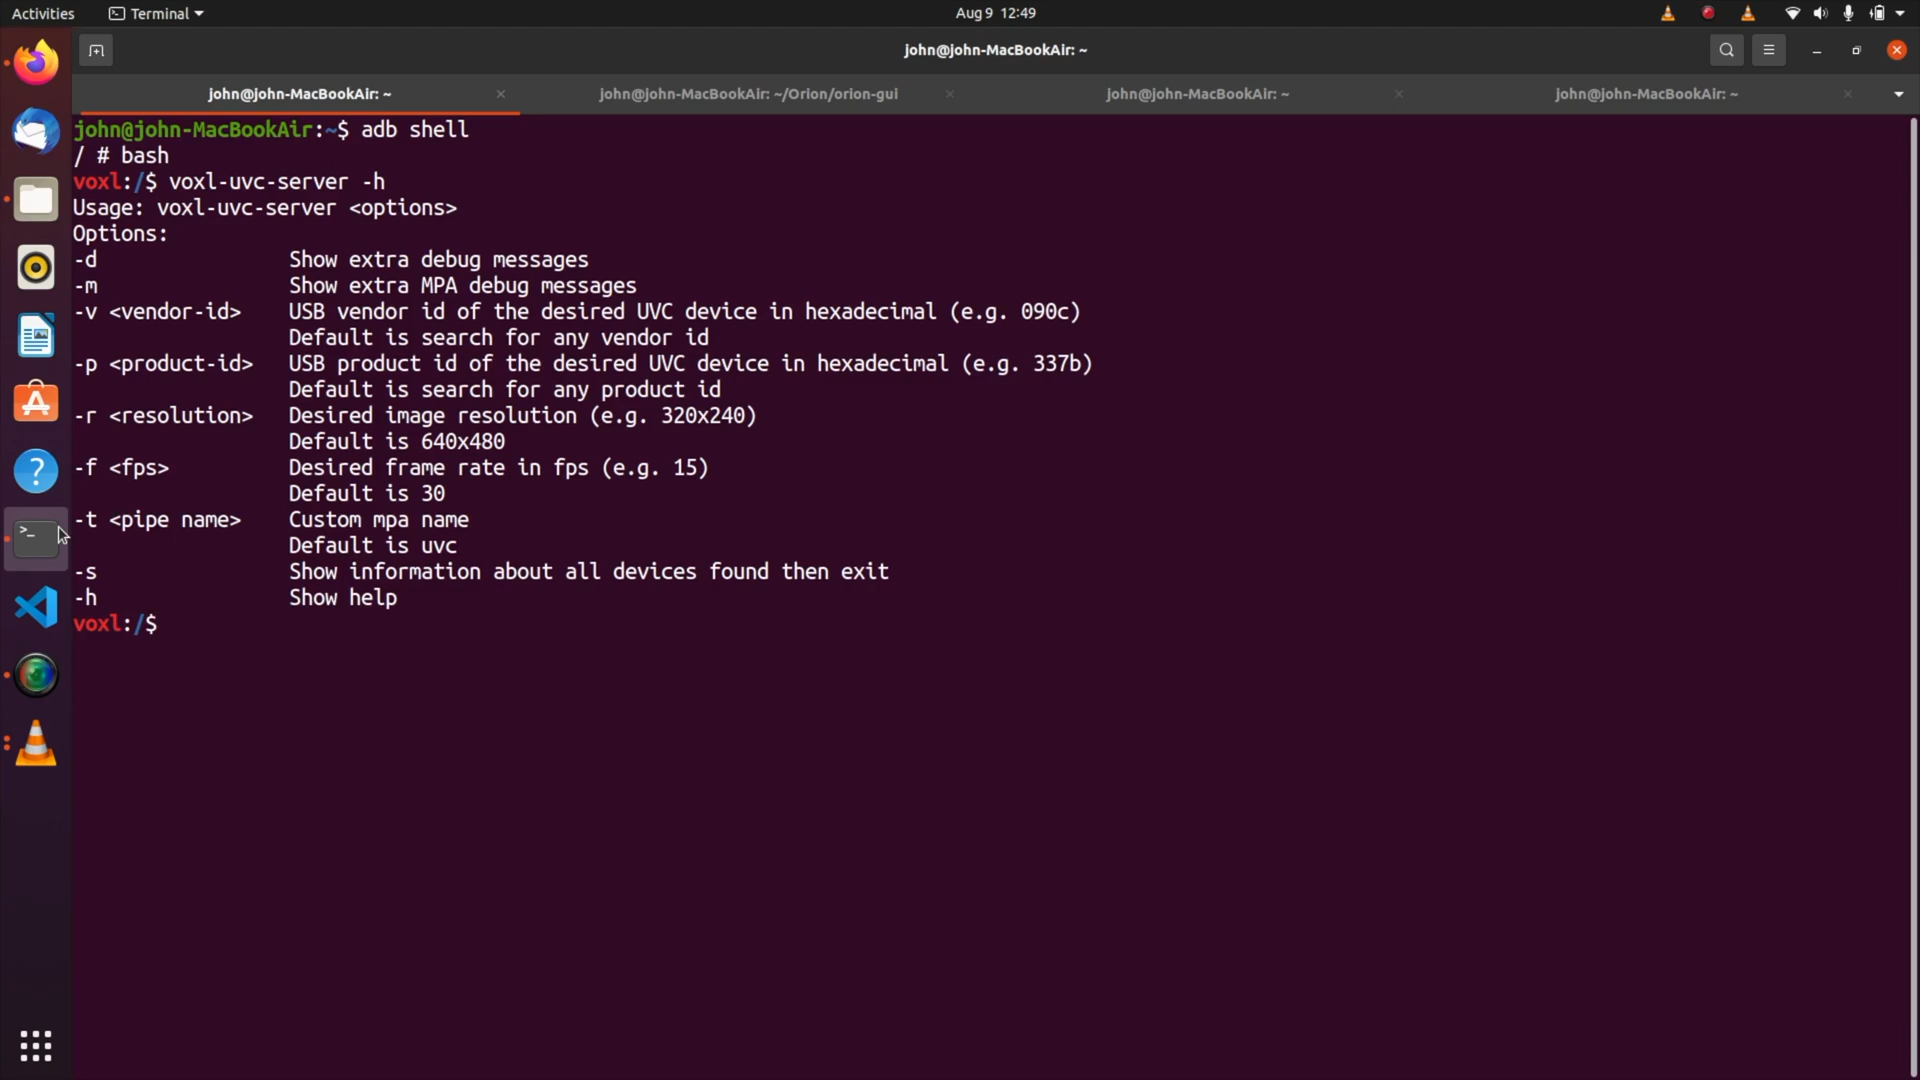 Activities Terminal Aug 9 12:49
john@john-MacBookAir: ~
john@john-MacBookAir: ~ john@john-MacBookAir: ~/Orion/orion-gui john@john-MacBookAir: ~ john@john-MacBookAir: ~
john@john-MacBookAir:~$ adb shell
/ # bash
voxl:/$ voxl-uvc-server -h
Usage: voxl-uvc-server <options>
Options:
-d Show extra debug messages
-m Show extra MPA debug messages
-v <vendor-id> USB vendor id of the desired UVC device in hexadecimal (e.g. 090c)
Default is search for any vendor id
-p <product-id> USB product id of the desired UVC device in hexadecimal (e.g. 337b)
Default is search for any product id
-r <resolution> Desired image resolution (e.g. 320x240)
Default is 640x480
-f <fps> Desired frame rate in fps (e.g. 15)
Default is 30
-t <pipe name> Custom mpa name
Default is uvc
-s Show information about all devices found then exit
-h Show help
voxl:/$